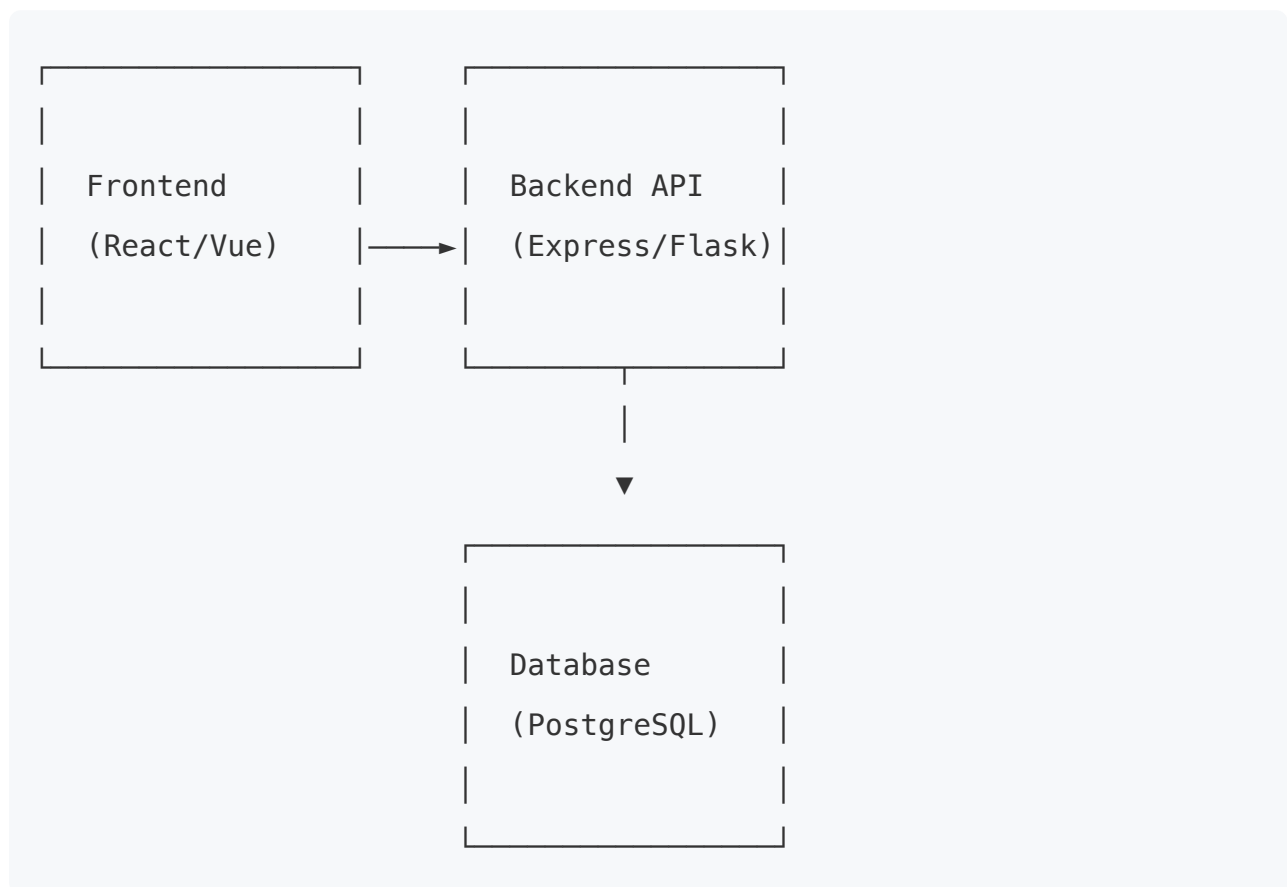 Frontend
(React/Vue)
Backend API
(Express/Flask)
Database
(PostgreSQL)